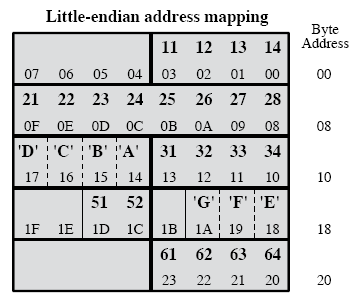 Little-endian address mapping
Byte
Address
11 12 13 14
07 06 05 04 03 02 01 00 00
21 22 23 24 25 26 27 28
0F 0E 0D 0C 0B 0A 09 08 08
'D' 'C' 'B' 'A' 31 32 33 34
17 16 15 14 13 12 11 10 10
51 52 'G' 'F' 'E'
1F 1E 1D 1C 1B 1A 19 18 18
61 62 63 64
23 22 21 20 20